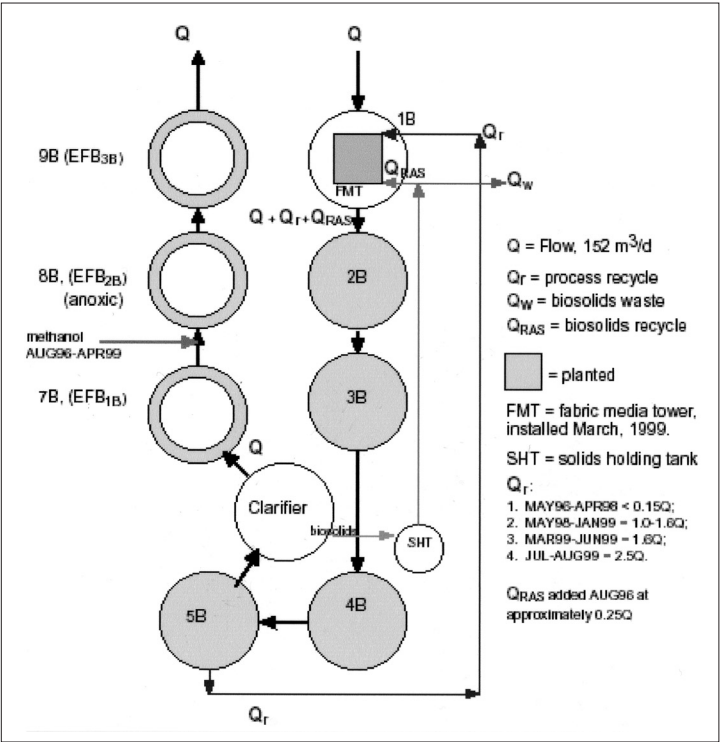 Q
Q
1B
Qr
QRAS
FMT
Qw
9B (EFB3B)
Q + Qr+QRAS
8B, (EFB2B)
(anoxic)
2B
methanol
AUG96-APR99
7B, (EFB1B)
3B
Q
Clarifier
biosolids
SHT
5B
4B
Qr
Q = Flow, 152 m3/d
Qr = process recycle
Qw = biosolids waste
QRAS = biosolids recycle
= planted
FMT = fabric media tower,
installed March, 1999.
SHT = solids holding tank
Qr:
1. MAY96-APR98 < 0.15Q;
2. MAY98-JAN99 = 1.0-1.6Q;
3. MAR99-JUN99 = 1.6Q;
4. JUL-AUG99 = 2.5Q.
QRAS added AUG96 at
approximately 0.25Q